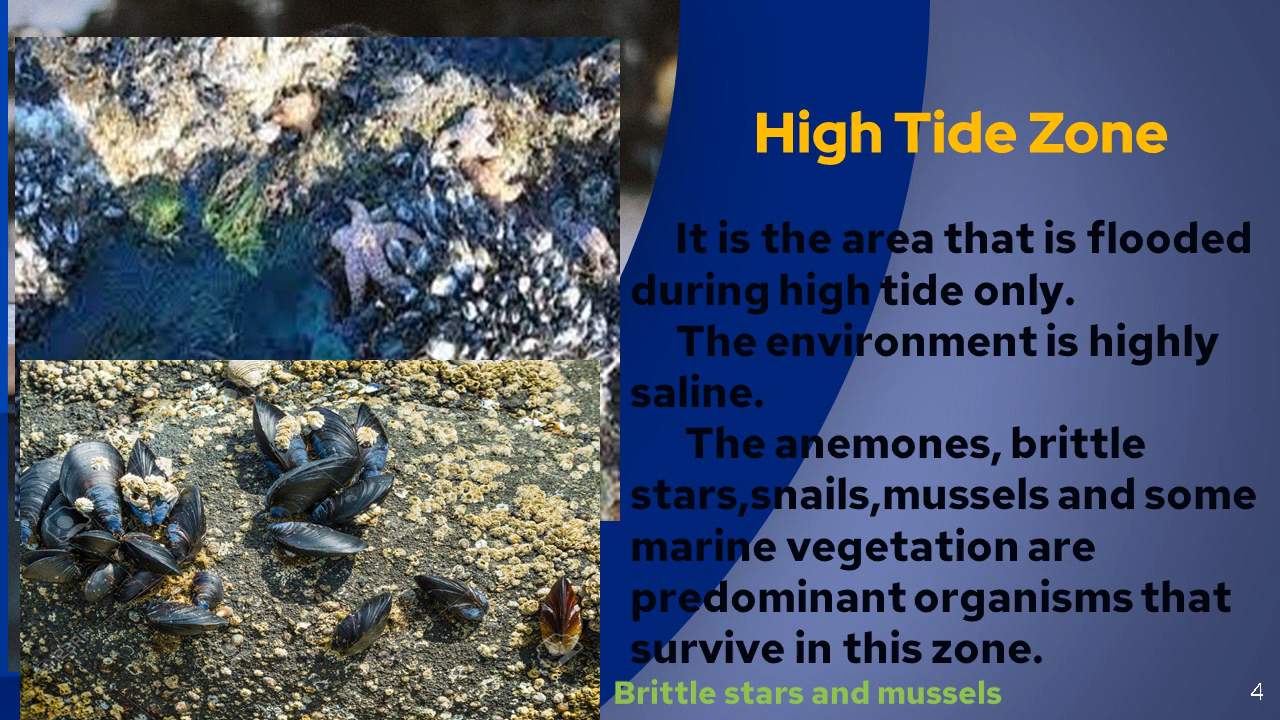 High Tide Zone
It is the area that is flooded
during high tide only.
The environment is highly
saline.
The anemones, brittle
stars,snails,mussels and some
marine vegetation are
predominant organisms that
survive in this zone.
Brittle stars and mussels
4